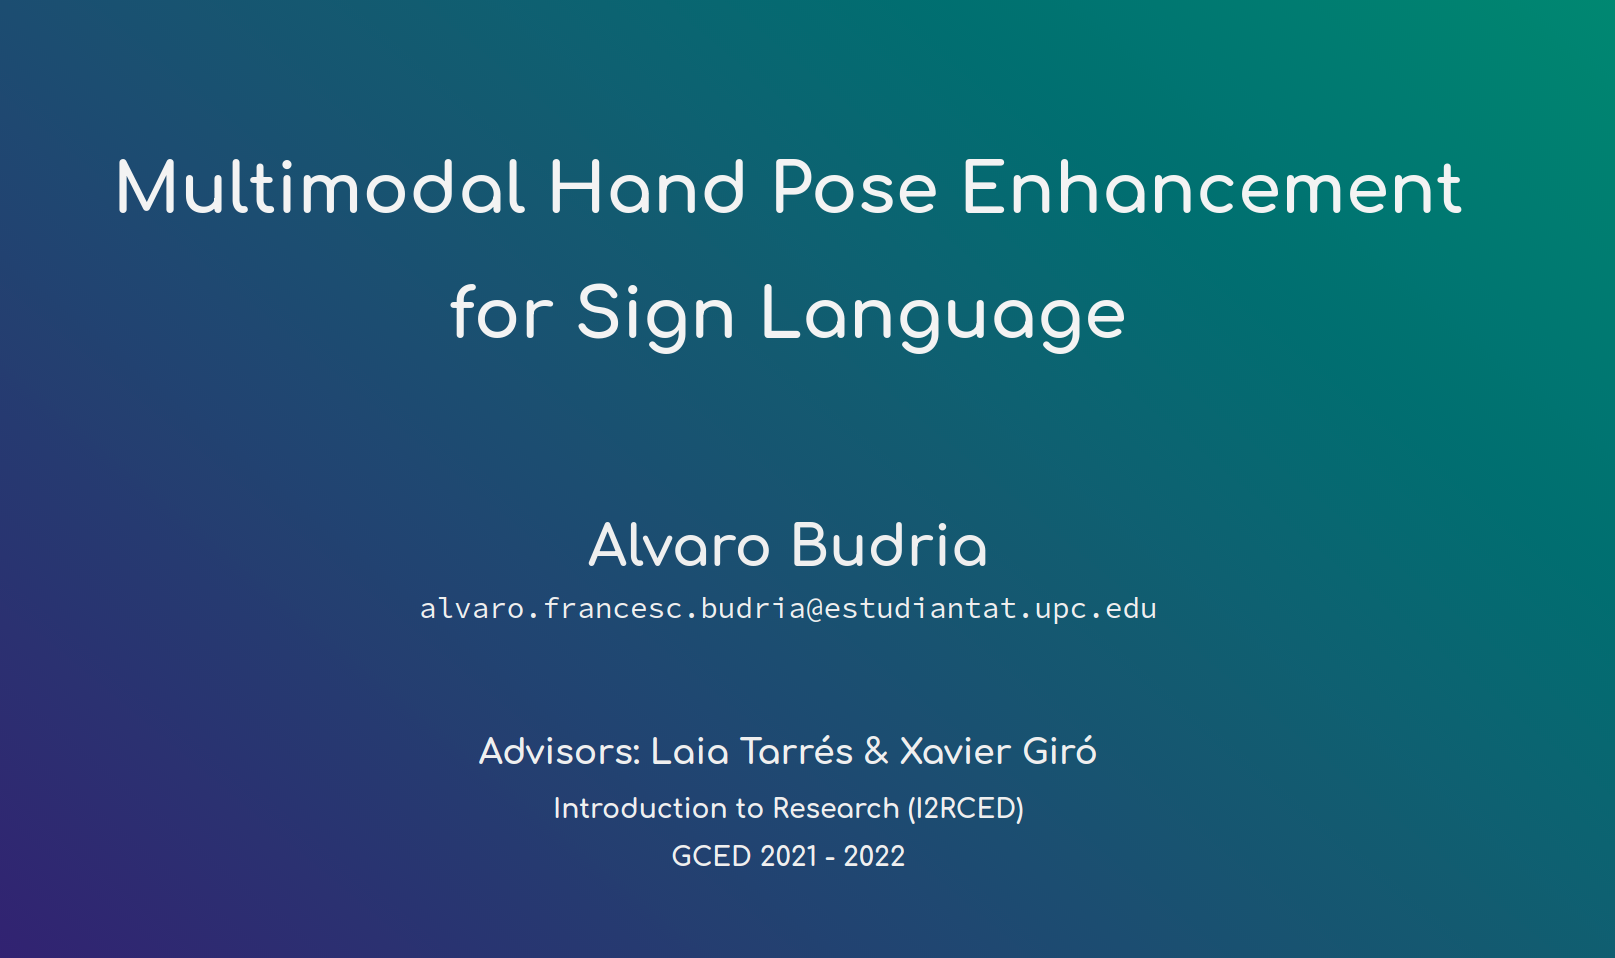 Multimodal Hand Pose Enhancement
for Sign Language
Alvaro Budria
alvaro.francesc.budria@estudiantat.upc.edu
Advisors: Laia Tarrés & Xavier Giró
Introduction to Research (I2RCED)
GCED 2021 - 2022